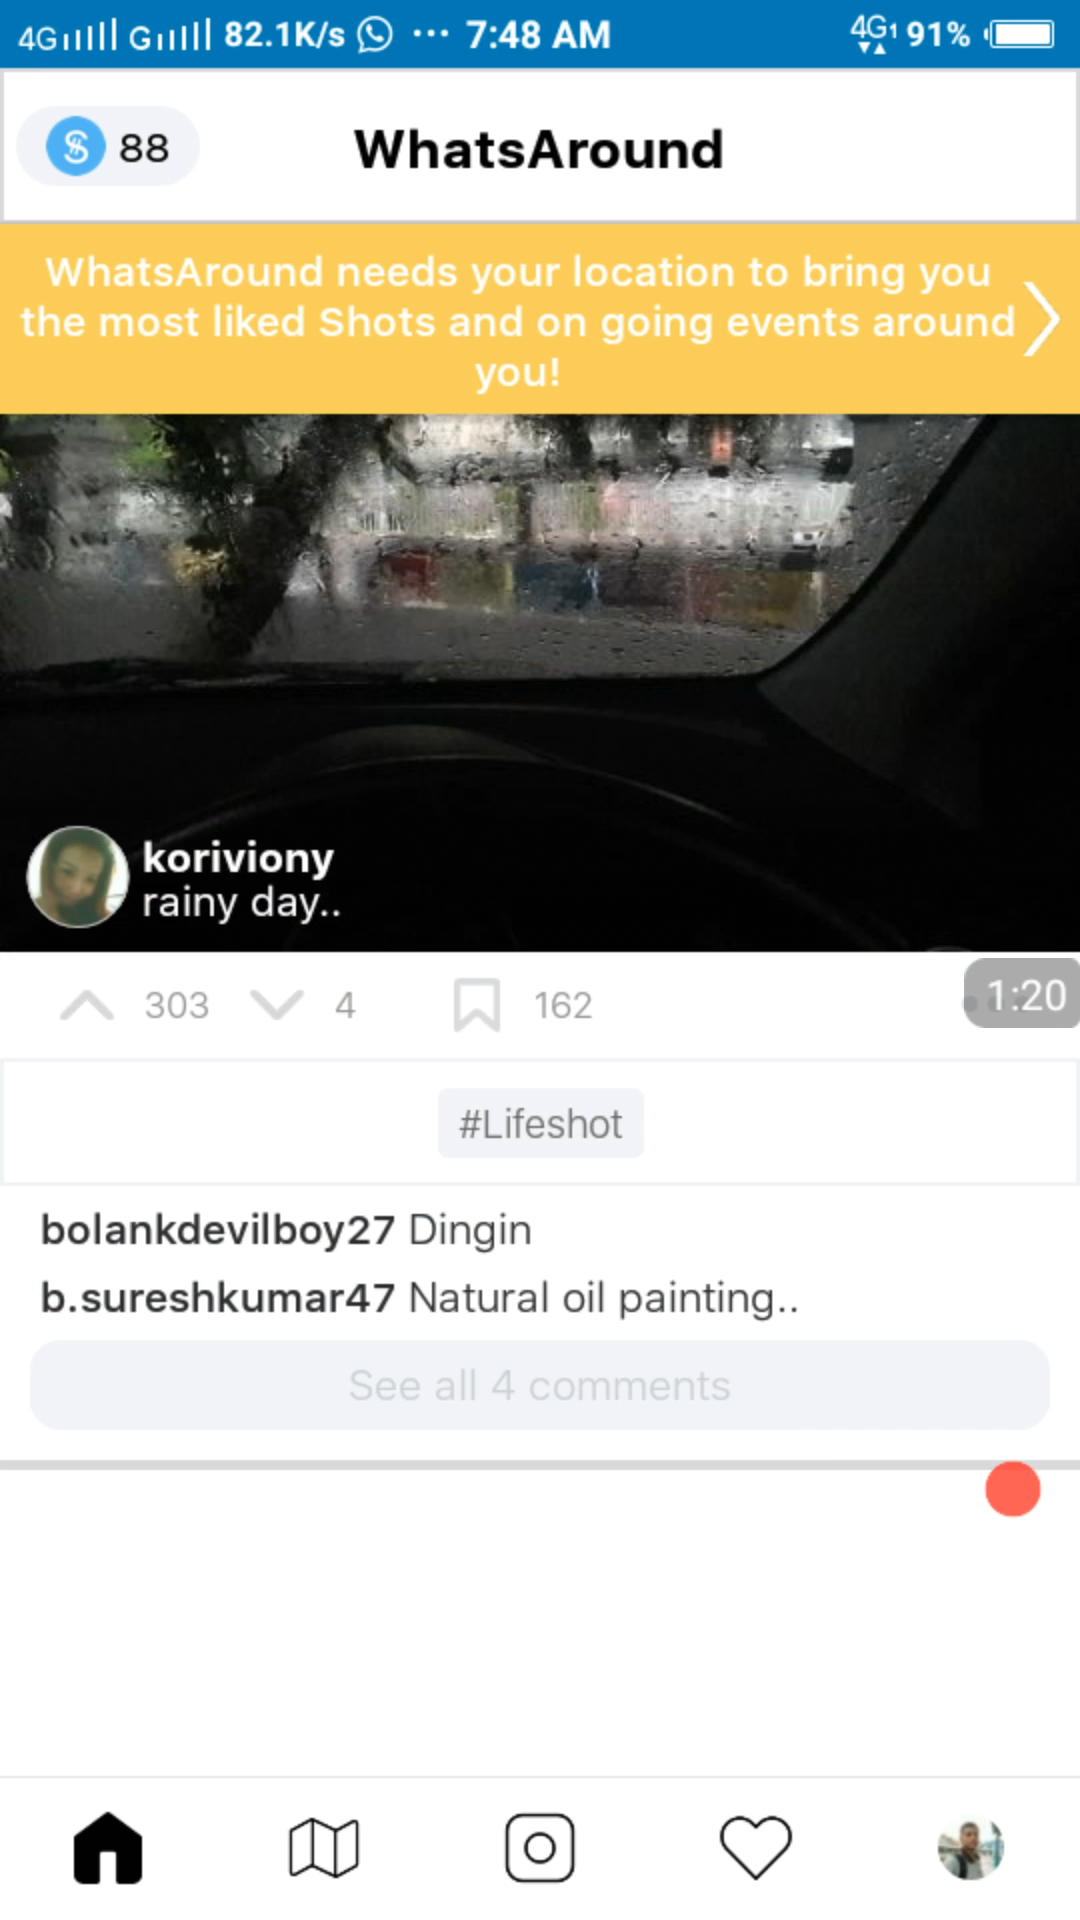 4G G 82.1K/s ... 7:48 AM 4G1 91%
88 WhatsAround
WhatsAround needs your location to bring you
the most liked Shots and on going events around
you!
koriviony
rainy day..
303 4 162 1:20
#Lifeshot
bolankdevilboy27 Dingin
b.sureshkumar47 Natural oil painting..
See all 4 comments